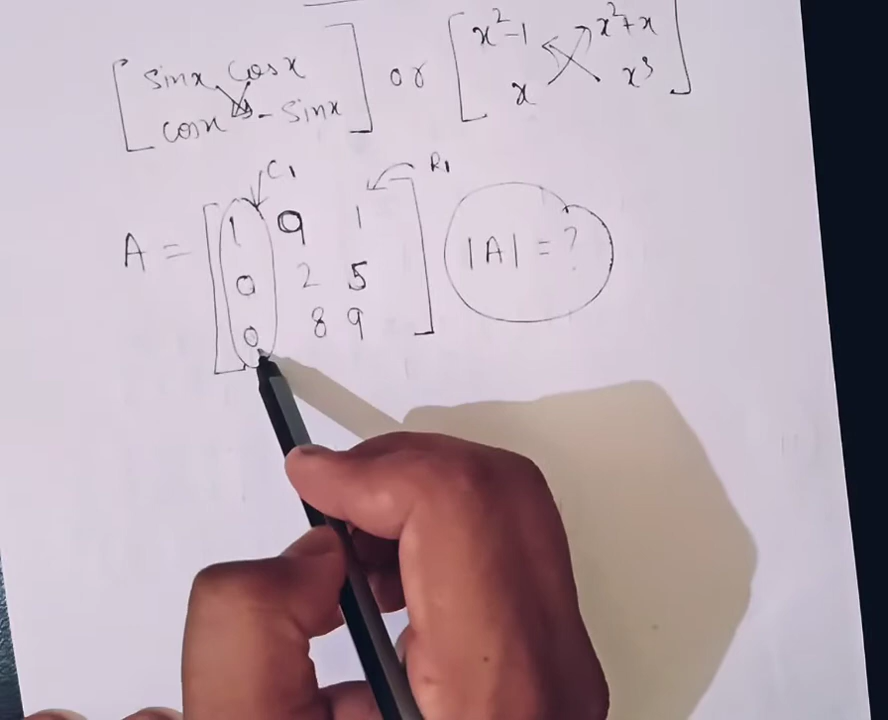 [ sinx cosx ] or [ x²-1 x²+x ]
[ cosx -sinx ] [ x x³ ]
C1 R1
A = [ 1 9 1 ] |A| = ?
[ 0 2 5 ]
[ 0 8 9 ]